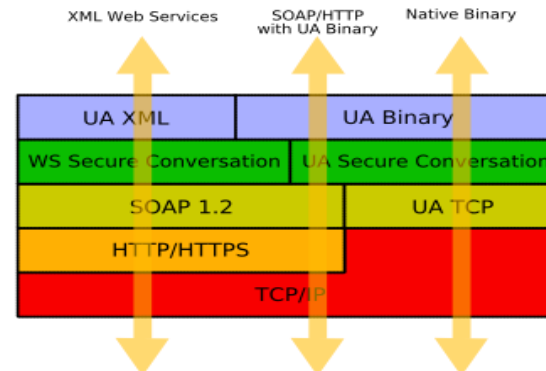 XML Web Services
SOAP/HTTP
with UA Binary
Native Binary
UA XML
UA Binary
WS Secure Conversation
UA Secure Conversation
SOAP 1.2
UA TCP
HTTP/HTTPS
TCP/IP